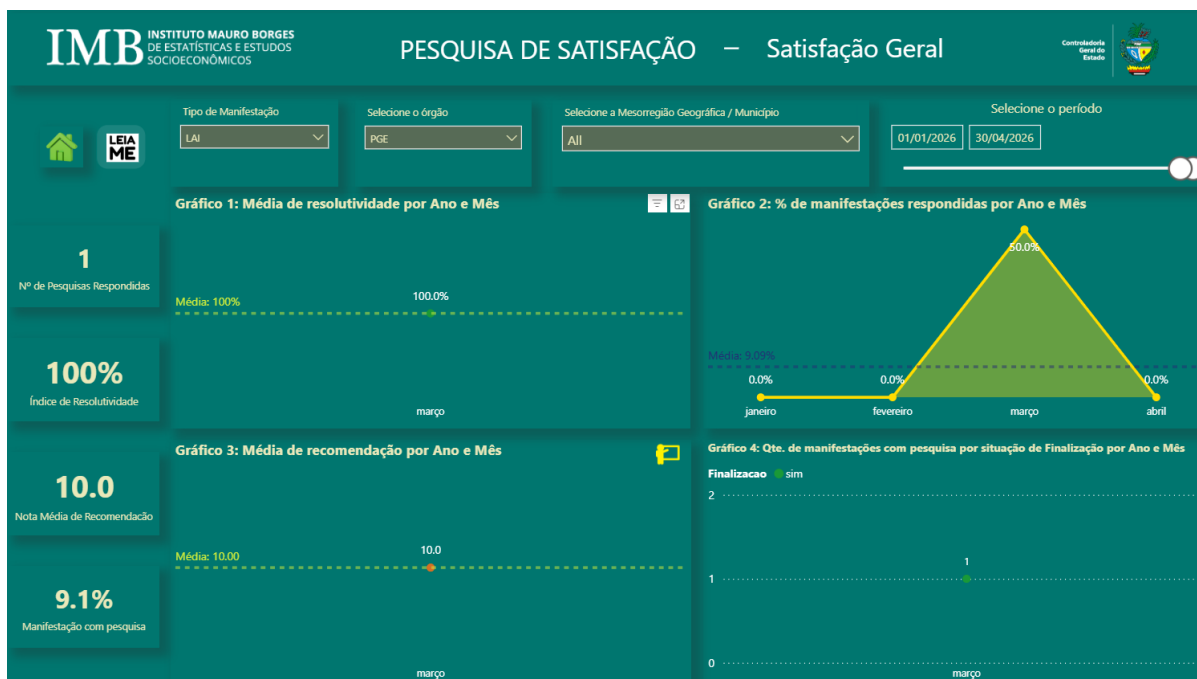 IMB INSTITUTO MAURO BORGES
DE ESTATÍSTICAS E ESTUDOS
SOCIOECONÔMICOS
PESQUISA DE SATISFAÇÃO – Satisfação Geral
Controladoria
Geral do
Estado
LEIA
ME
Tipo de Manifestação
LAI
Selecione o órgão
PGE
Selecione a Mesorregião Geográfica / Município
All
Selecione o período
01/01/2026 30/04/2026
1
Nº de Pesquisas Respondidas
100%
Índice de Resolutividade
10.0
Nota Média de Recomendacão
9.1%
Manifestação com pesquisa
Gráfico 1: Média de resolutividade por Ano e Mês
100.0%
Média: 100%
março
Gráfico 2: % de manifestações respondidas por Ano e Mês
50.0%
Média: 9.09%
0.0% 0.0% 0.0%
janeiro fevereiro março abril
Gráfico 3: Média de recomendação por Ano e Mês
10.0
Média: 10.00
março
Gráfico 4: Qte. de manifestações com pesquisa por situação de Finalização por Ano e Mês
Finalizacao sim
2
1
1
0
março